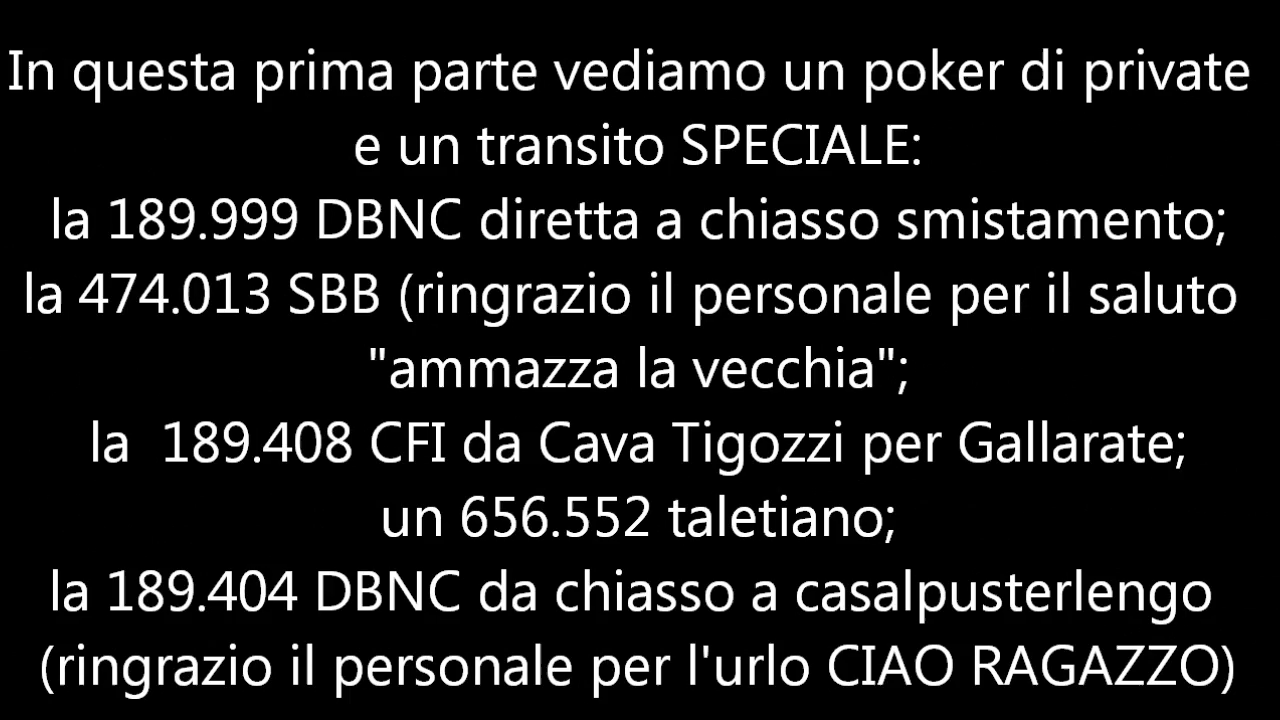 In questa prima parte vediamo un poker di private
e un transito SPECIALE:
la 189.999 DBNC diretta a chiasso smistamento;
la 474.013 SBB (ringrazio il personale per il saluto
"ammazza la vecchia";
la  189.408 CFI da Cava Tigozzi per Gallarate;
un 656.552 taletiano;
la 189.404 DBNC da chiasso a casalpusterlengo
(ringrazio il personale per l'urlo CIAO RAGAZZO)